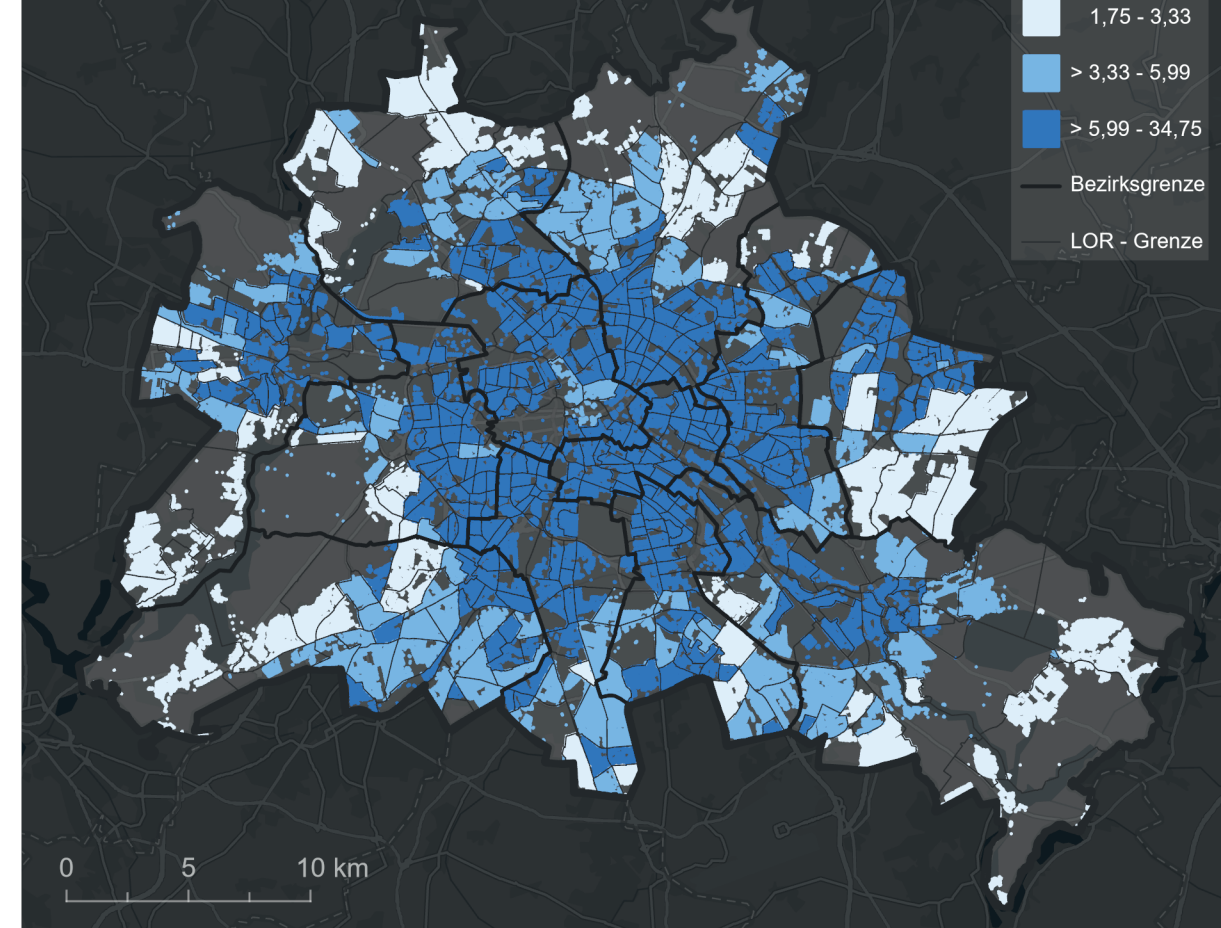 1,75 - 3,33
> 3,33 - 5,99
> 5,99 - 34,75
Bezirksgrenze
LOR - Grenze
0 5 10 km